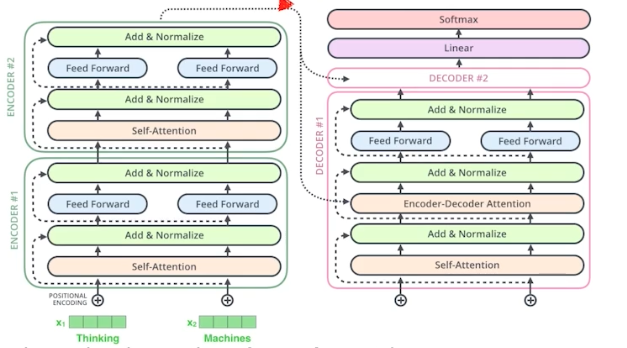 ENCODER #2
Add & Normalize
Feed Forward
Feed Forward
Add & Normalize
Self-Attention
ENCODER #1
Add & Normalize
Feed Forward
Feed Forward
Add & Normalize
Self-Attention
POSITIONAL
ENCODING
x₁
x₂
Thinking
Machines
Softmax
Linear
DECODER #2
DECODER #1
Add & Normalize
Feed Forward
Feed Forward
Add & Normalize
Encoder-Decoder Attention
Add & Normalize
Self-Attention